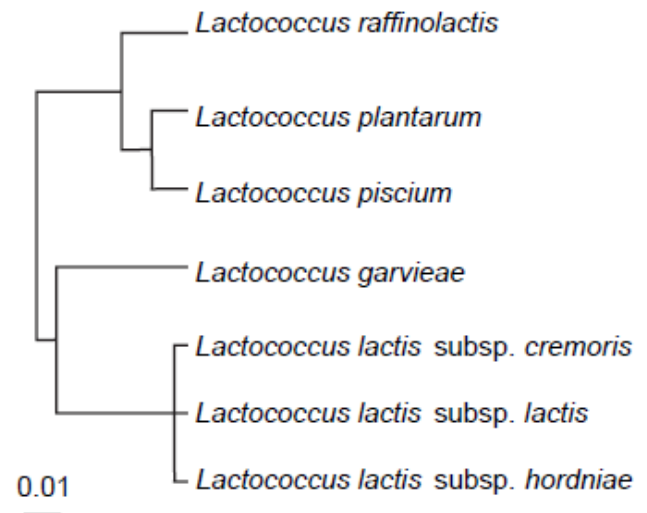 Lactococcus raffinolactis
Lactococcus plantarum
Lactococcus piscium
Lactococcus garvieae
Lactococcus lactis subsp. cremoris
Lactococcus lactis subsp. lactis
Lactococcus lactis subsp. hordniae
0.01